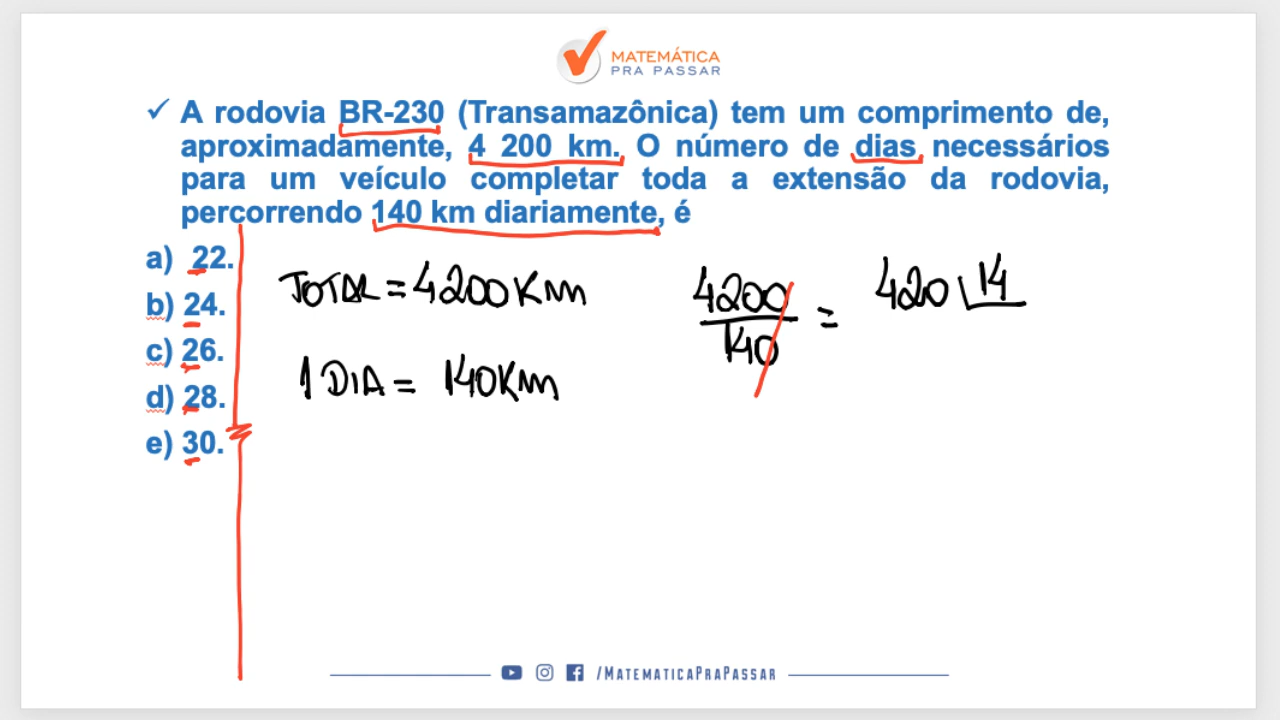 MATEMÁTICA
PRA PASSAR
✓ A rodovia BR-230 (Transamazônica) tem um comprimento de,
aproximadamente, 4 200 km. O número de dias necessários
para um veículo completar toda a extensão da rodovia,
percorrendo 140 km diariamente, é
a) 22.
b) 24.
c) 26.
d) 28.
e) 30.
TOTAL = 4200 Km
1 DIA = 140 Km
4200
140
=
420 14
/MATEMATICAPRAPASSAR